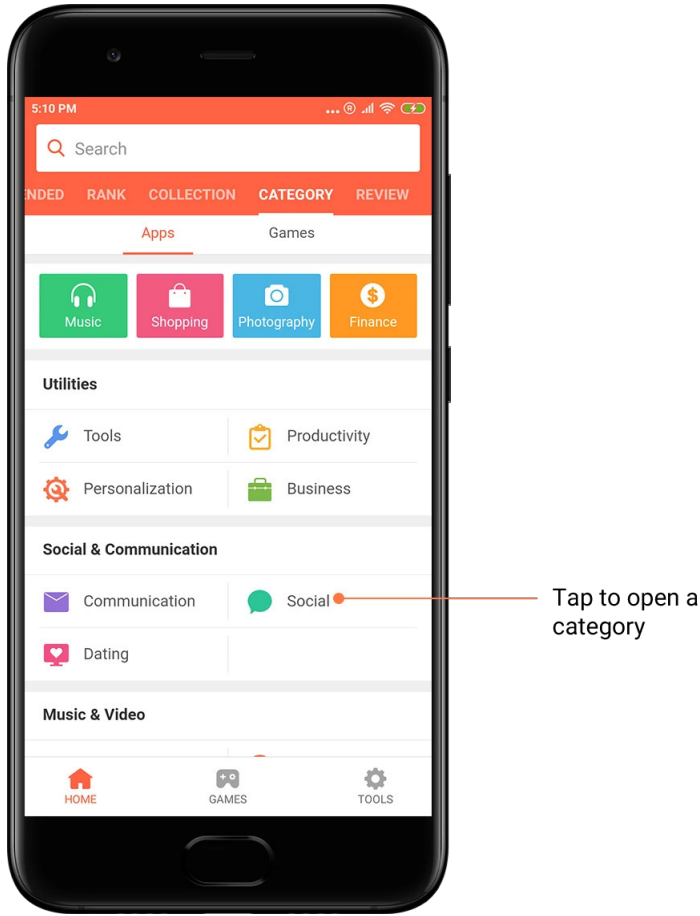 5:10 PM ... ®
Search
ENDED RANK COLLECTION CATEGORY REVIEW
Apps Games
Music Shopping Photography Finance
Utilities
Tools Productivity
Personalization Business
Social & Communication
Communication Social
Tap to open a
category
Dating
Music & Video
HOME GAMES TOOLS